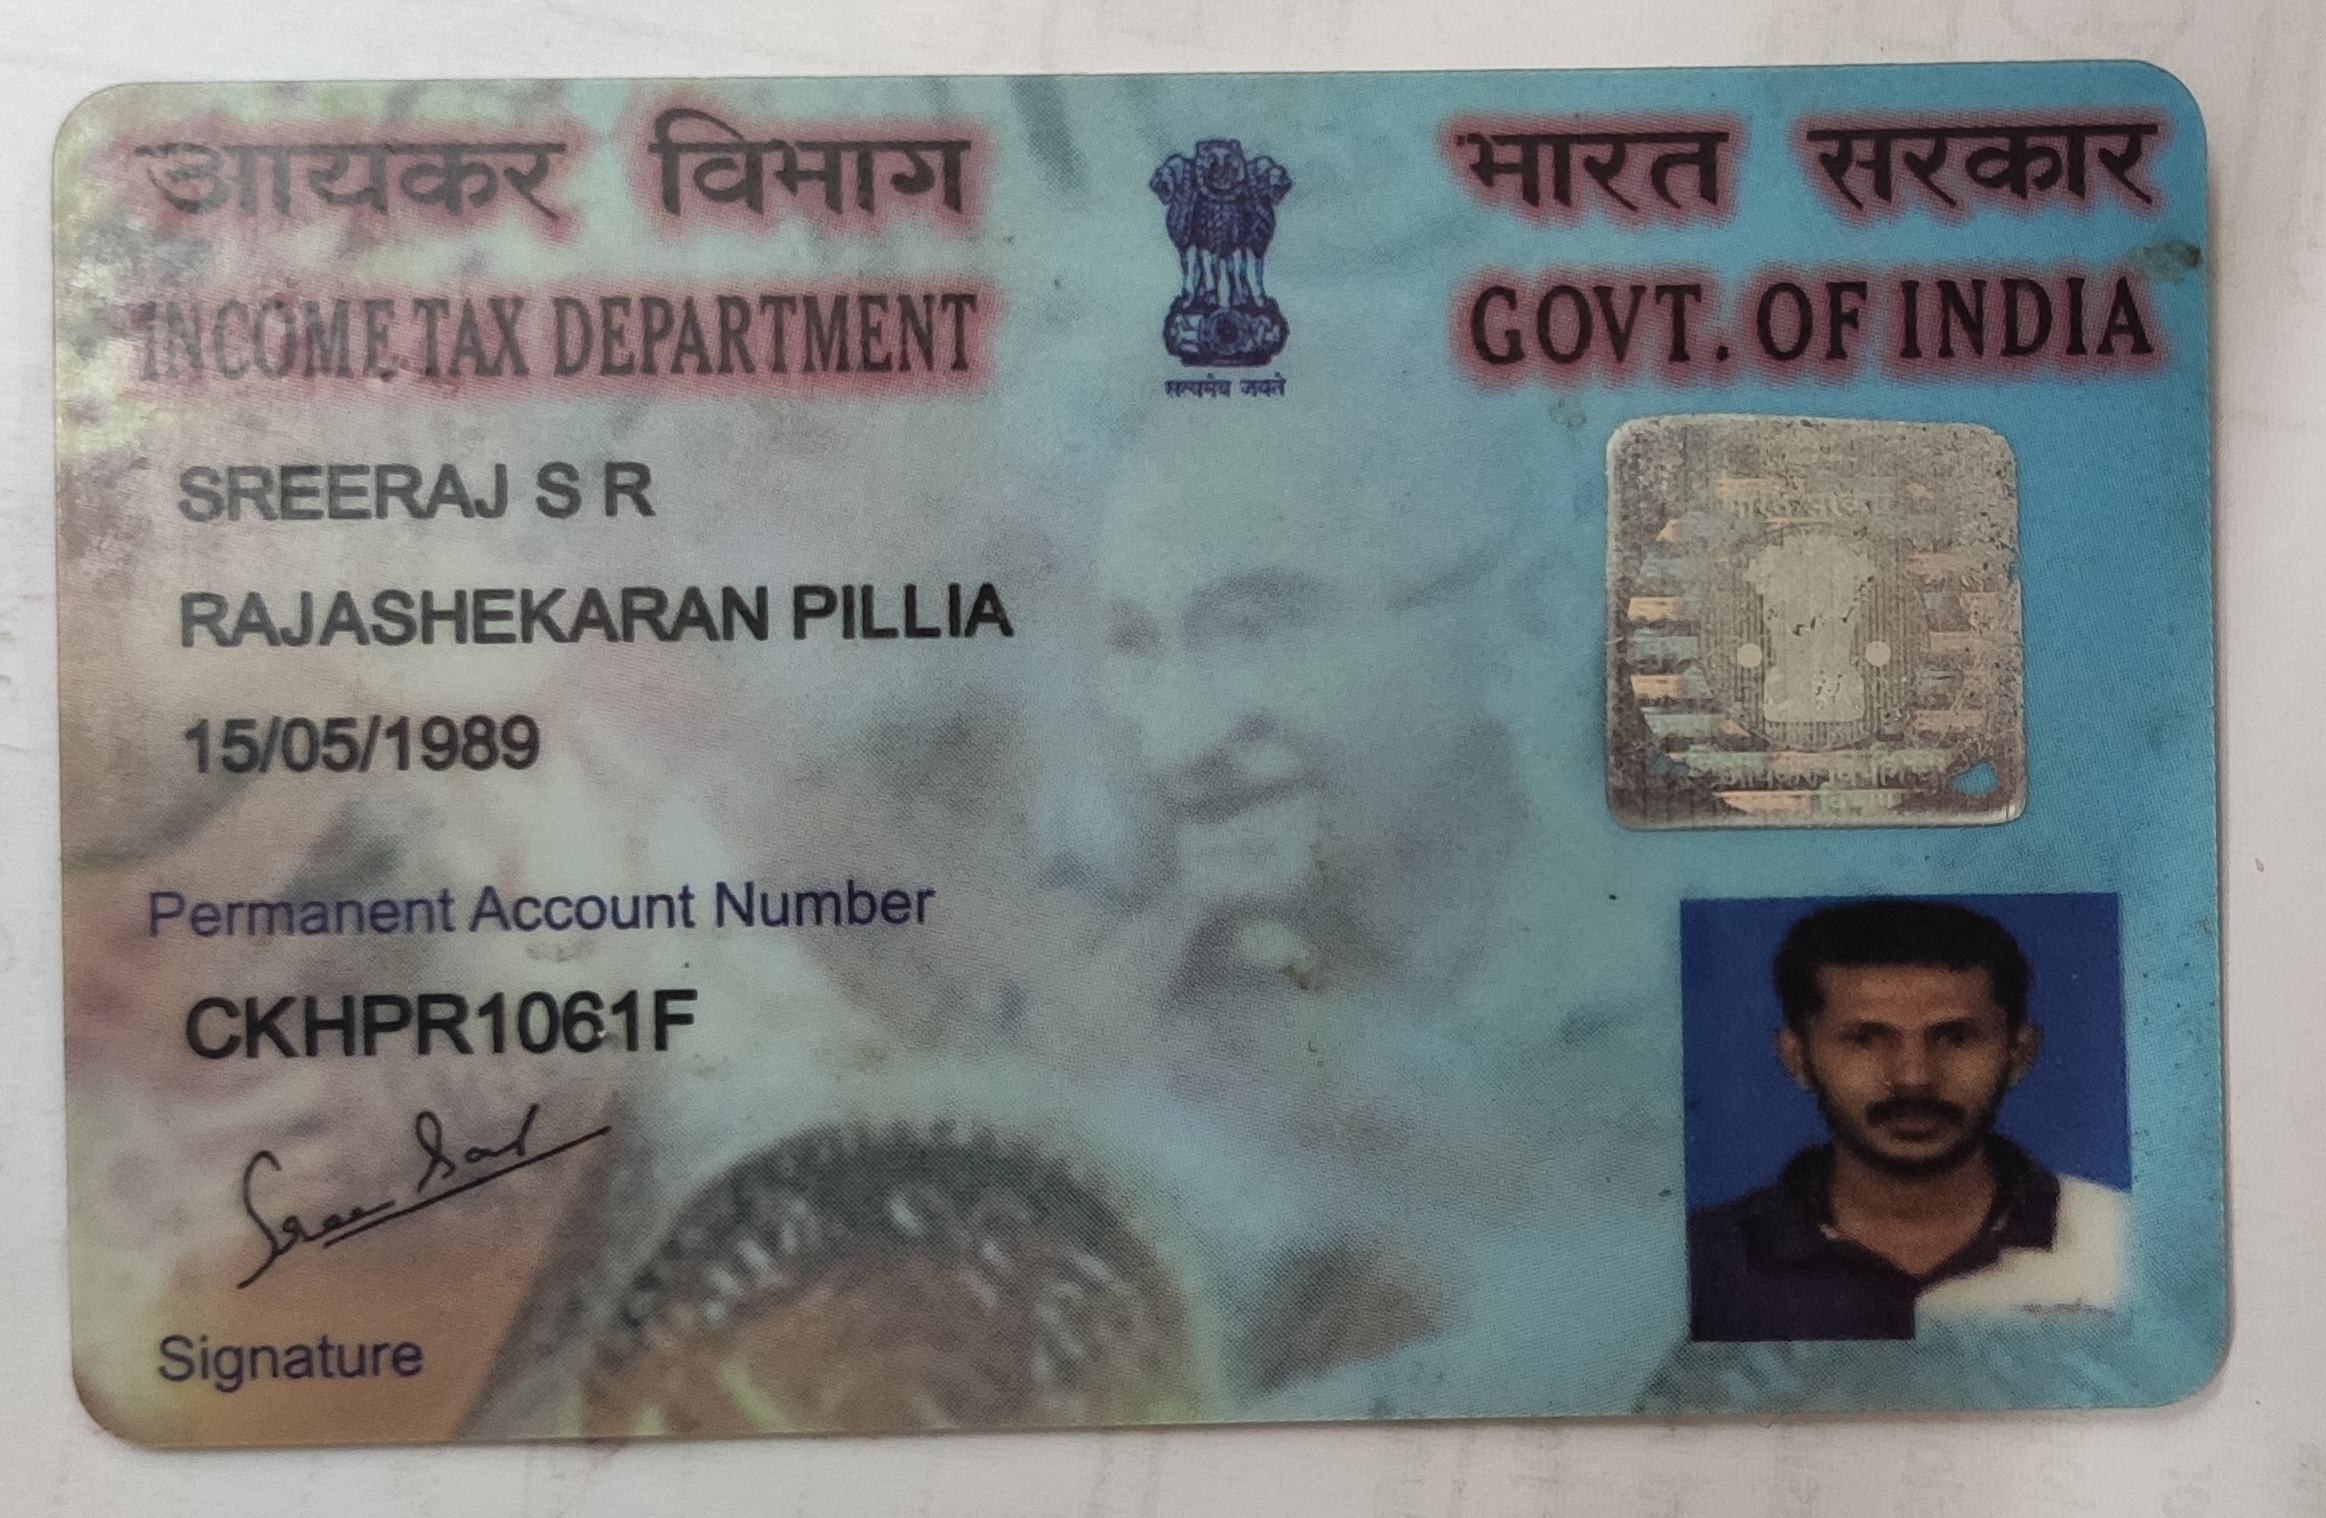 आयकर विभाग
INCOME TAX DEPARTMENT
सत्यमेव जयते
भारत सरकार
GOVT. OF INDIA
SREERAJ S R
RAJASHEKARAN PILLIA
15/05/1989
Permanent Account Number
CKHPR1061F
Signature